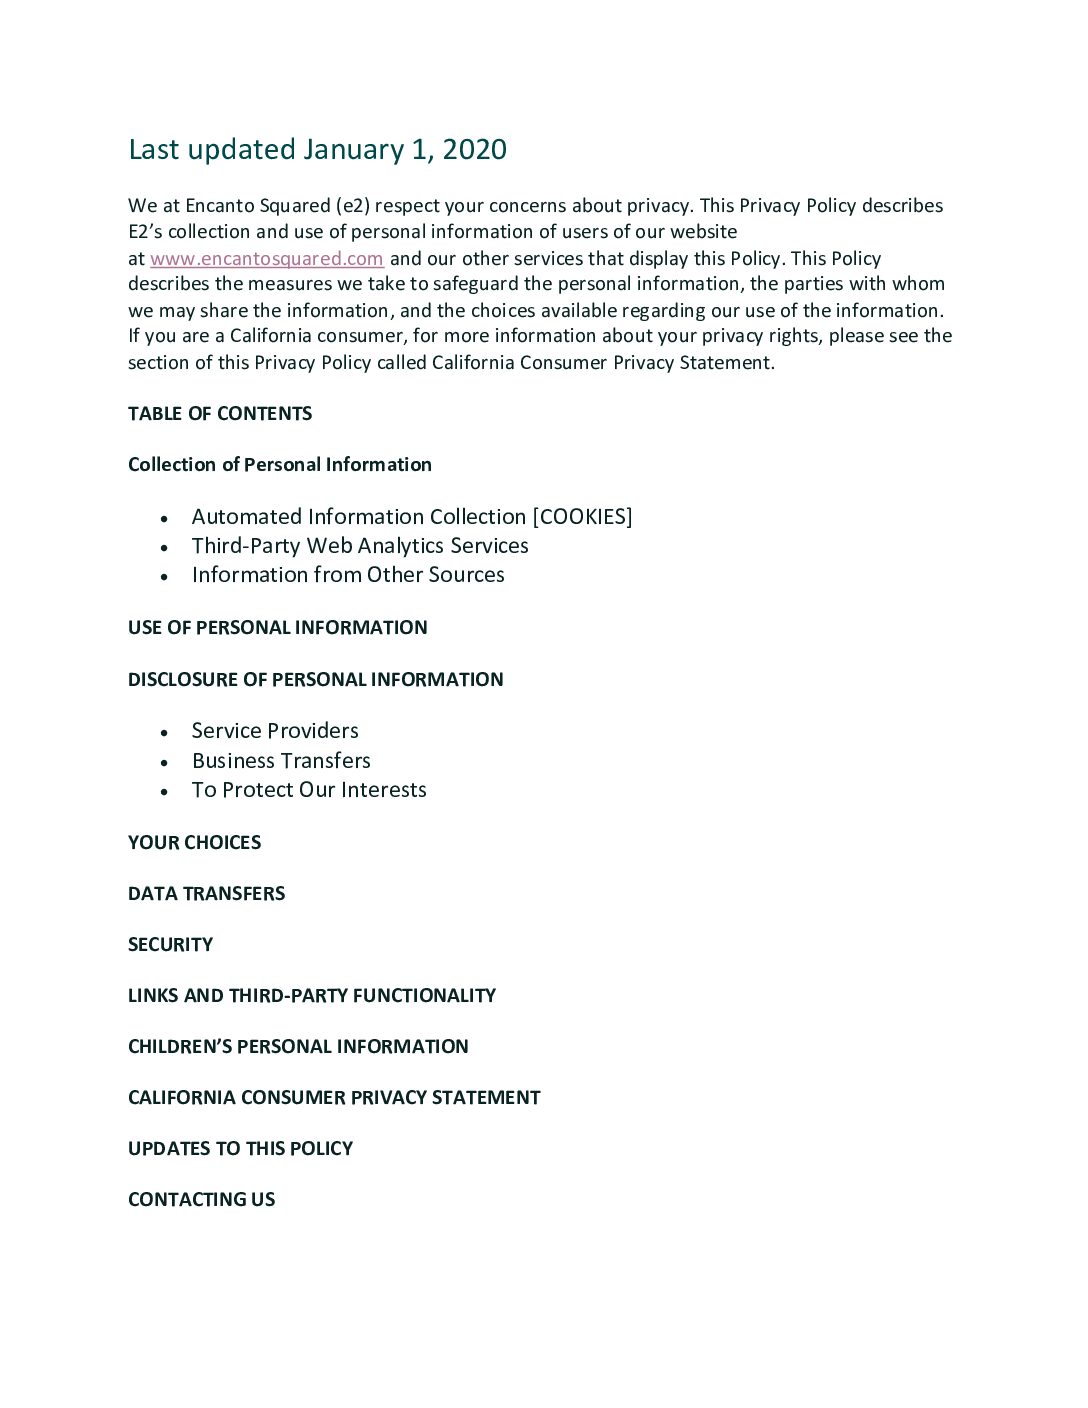 Last updated January 1, 2020
We at Encanto Squared (e2) respect your concerns about privacy. This Privacy Policy describes
E2’s collection and use of personal information of users of our website
at www.encantosquared.com and our other services that display this Policy. This Policy
describes the measures we take to safeguard the personal information, the parties with whom
we may share the information, and the choices available regarding our use of the information.
If you are a California consumer, for more information about your privacy rights, please see the
section of this Privacy Policy called California Consumer Privacy Statement.
TABLE OF CONTENTS
Collection of Personal Information
• Automated Information Collection [COOKIES]
• Third-Party Web Analytics Services
• Information from Other Sources
USE OF PERSONAL INFORMATION
DISCLOSURE OF PERSONAL INFORMATION
• Service Providers
• Business Transfers
• To Protect Our Interests
YOUR CHOICES
DATA TRANSFERS
SECURITY
LINKS AND THIRD-PARTY FUNCTIONALITY
CHILDREN’S PERSONAL INFORMATION
CALIFORNIA CONSUMER PRIVACY STATEMENT
UPDATES TO THIS POLICY
CONTACTING US